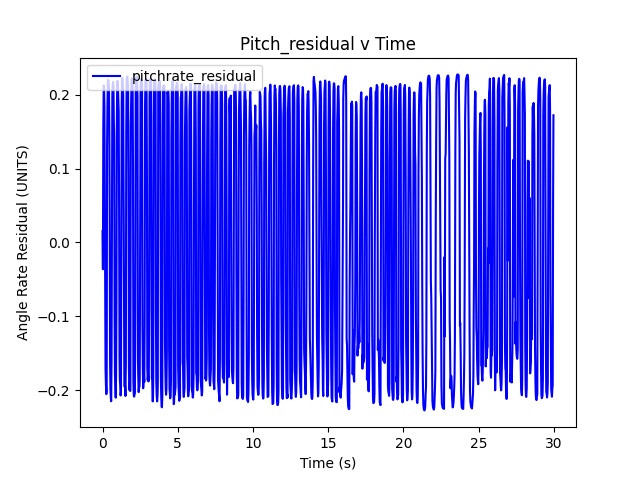 Pitch_residual v Time
pitchrate_residual
Angle Rate Residual (UNITS)
0.2
0.1
0.0
−0.1
−0.2
0 5 10 15 20 25 30
Time (s)